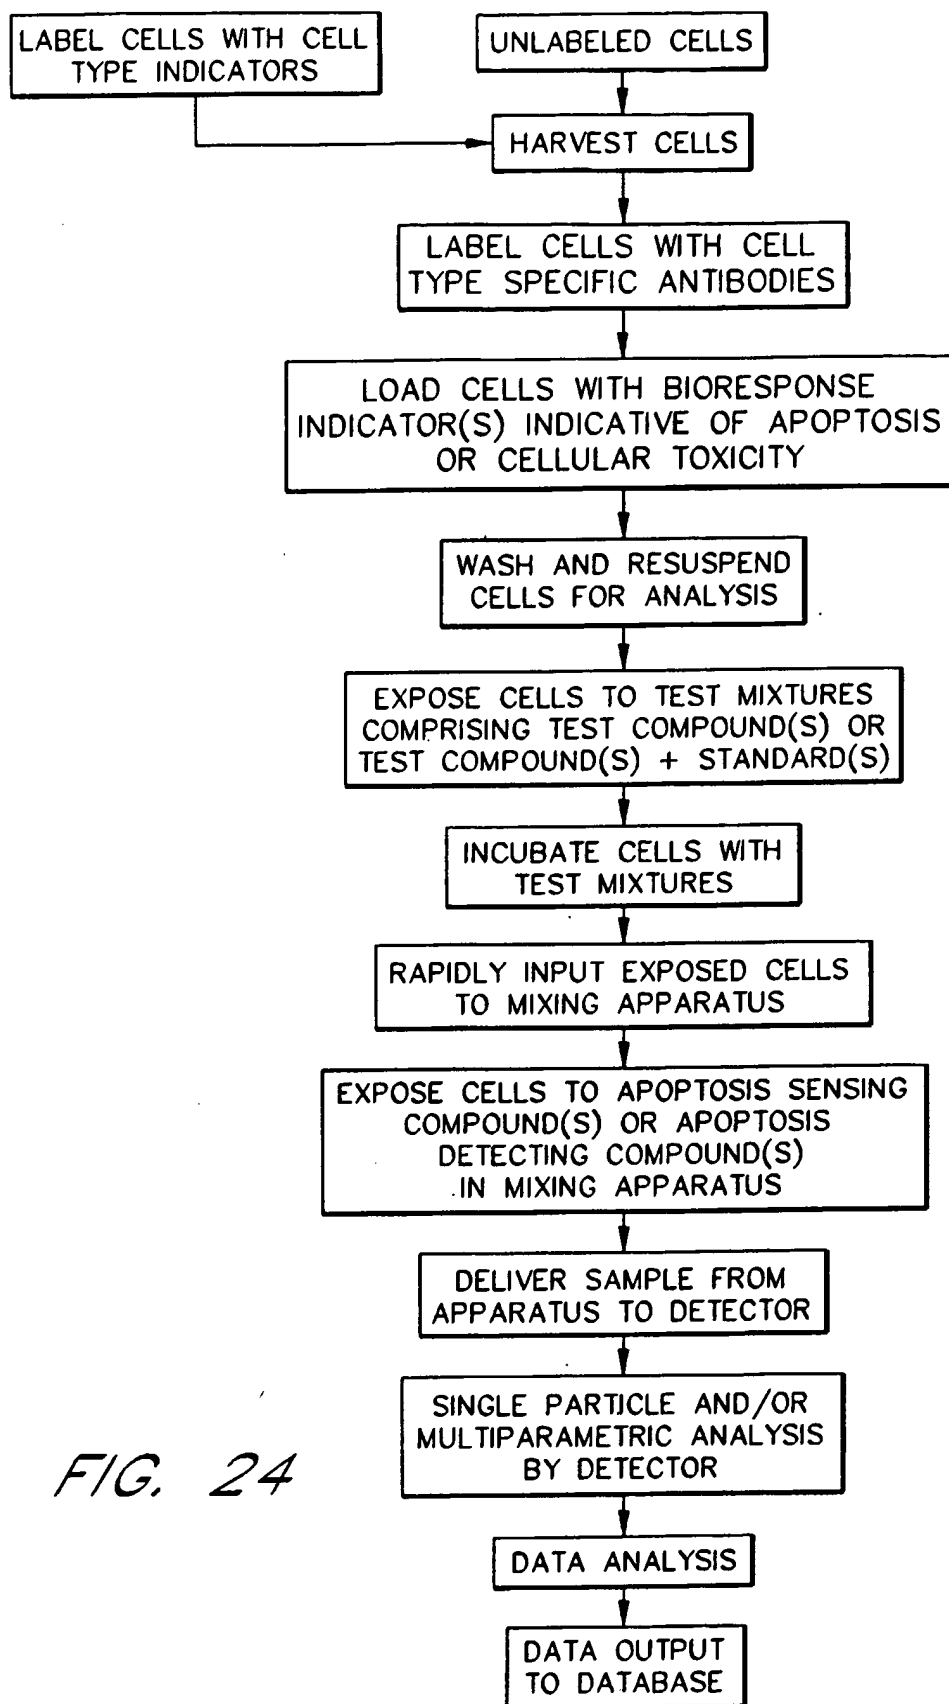 LABEL CELLS WITH CELL
TYPE INDICATORS
UNLABELED CELLS
HARVEST CELLS
LABEL CELLS WITH CELL
TYPE SPECIFIC ANTIBODIES
LOAD CELLS WITH BIORESPONSE
INDICATOR(S) INDICATIVE OF APOPTOSIS
OR CELLULAR TOXICITY
WASH AND RESUSPEND
CELLS FOR ANALYSIS
EXPOSE CELLS TO TEST MIXTURES
COMPRISING TEST COMPOUND(S) OR
TEST COMPOUND(S) + STANDARD(S)
INCUBATE CELLS WITH
TEST MIXTURES
RAPIDLY INPUT EXPOSED CELLS
TO MIXING APPARATUS
EXPOSE CELLS TO APOPTOSIS SENSING
COMPOUND(S) OR APOPTOSIS
DETECTING COMPOUND(S)
IN MIXING APPARATUS
DELIVER SAMPLE FROM
APPARATUS TO DETECTOR
SINGLE PARTICLE AND/OR
MULTIPARAMETRIC ANALYSIS
BY DETECTOR
DATA ANALYSIS
DATA OUTPUT
TO DATABASE
FIG. 24